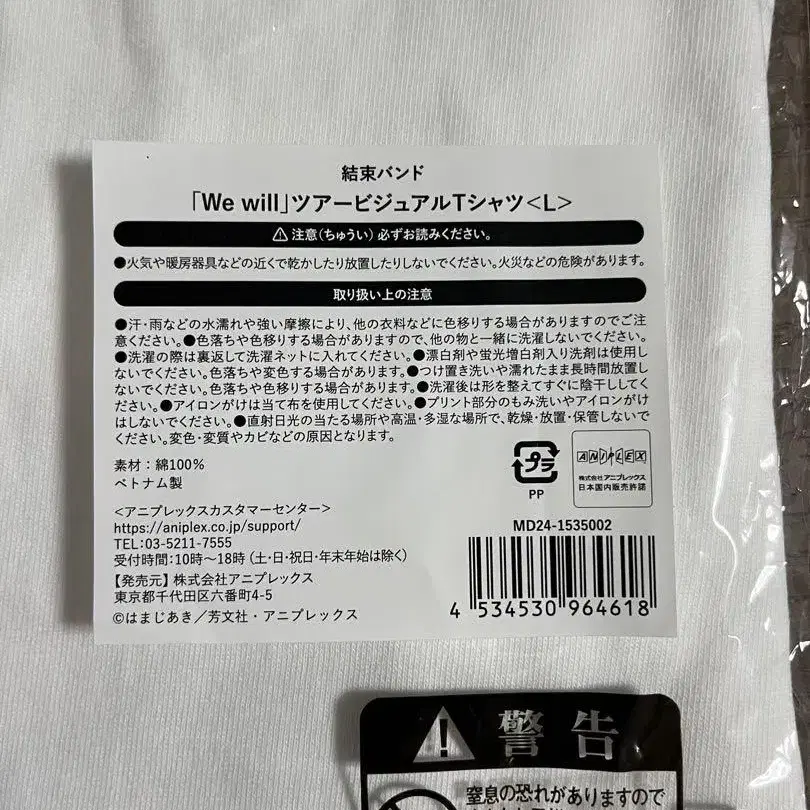 結束バンド
「We will」ツアービジュアルTシャツ<L>
⚠注意(ちゅうい)必ずお読みください。
●火気や暖房器具などの近くで乾かしたり放置したりしないでください。火災などの危険があります。
取り扱い上の注意
●汗・雨などの水濡れや強い摩擦により、他の衣料などに色移りする場合がありますのでご注
意ください。●色落ちや色移りする場合がありますので、他の物と一緒に洗濯しないでください。
●洗濯の際は裏返して洗濯ネットに入れてください。●漂白剤や蛍光増白剤入り洗剤は使用し
ないでください。色落ちや変色する場合があります。●つけ置き洗いや濡れたまま長時間放置し
ないでください。色落ちや色移りする場合があります。●洗濯後は形を整えてすぐに陰干ししてく
ださい。●アイロンがけは当て布を使用してください。●プリント部分のもみ洗いやアイロンがけ
はしないでください。●直射日光の当たる場所や高温・多湿な場所で、乾燥・放置・保管しないで
ください。変色・変質やカビなどの原因となります。
素材：綿100%
ベトナム製
プラ
PP
ANIPLEX
株式会社アニプレックス
日本国内販売許諾
<アニプレックスカスタマーセンター>
https://aniplex.co.jp/support/
TEL:03-5211-7555
受付時間：10時～18時(土・日・祝日・年末年始は除く)
【発売元】株式会社アニプレックス
東京都千代田区六番町4-5
©はまじあき／芳文社・アニプレックス
MD24-1535002
4 534530 964618
警告
窒息の恐れがありますので